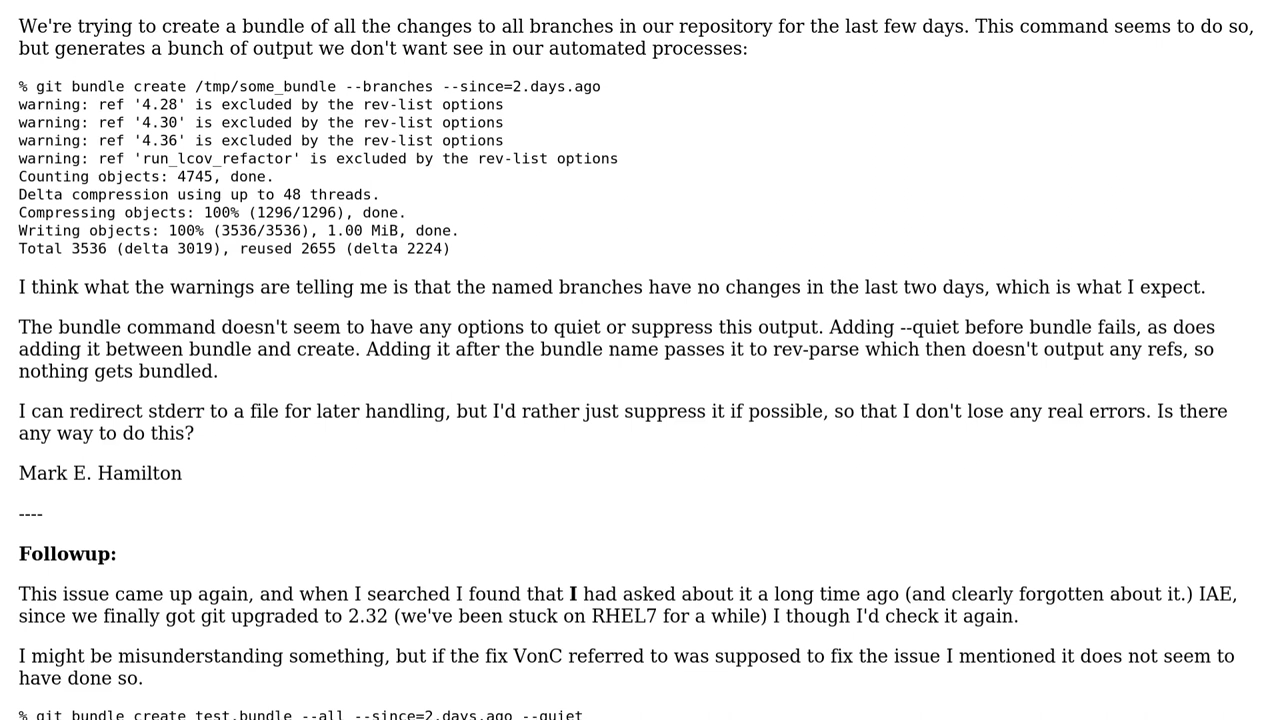 We're trying to create a bundle of all the changes to all branches in our repository for the last few days. This command seems to do so,
but generates a bunch of output we don't want see in our automated processes:
% git bundle create /tmp/some_bundle --branches --since=2.days.ago
warning: ref '4.28' is excluded by the rev-list options
warning: ref '4.30' is excluded by the rev-list options
warning: ref '4.36' is excluded by the rev-list options
warning: ref 'run_lcov_refactor' is excluded by the rev-list options
Counting objects: 4745, done.
Delta compression using up to 48 threads.
Compressing objects: 100% (1296/1296), done.
Writing objects: 100% (3536/3536), 1.00 MiB, done.
Total 3536 (delta 3019), reused 2655 (delta 2224)
I think what the warnings are telling me is that the named branches have no changes in the last two days, which is what I expect.
The bundle command doesn't seem to have any options to quiet or suppress this output. Adding --quiet before bundle fails, as does
adding it between bundle and create. Adding it after the bundle name passes it to rev-parse which then doesn't output any refs, so
nothing gets bundled.
I can redirect stderr to a file for later handling, but I'd rather just suppress it if possible, so that I don't lose any real errors. Is there
any way to do this?
Mark E. Hamilton
----
Followup:
This issue came up again, and when I searched I found that I had asked about it a long time ago (and clearly forgotten about it.) IAE,
since we finally got git upgraded to 2.32 (we've been stuck on RHEL7 for a while) I though I'd check it again.
I might be misunderstanding something, but if the fix VonC referred to was supposed to fix the issue I mentioned it does not seem to
have done so.
% git bundle create test.bundle --all --since=2.days.ago --quiet